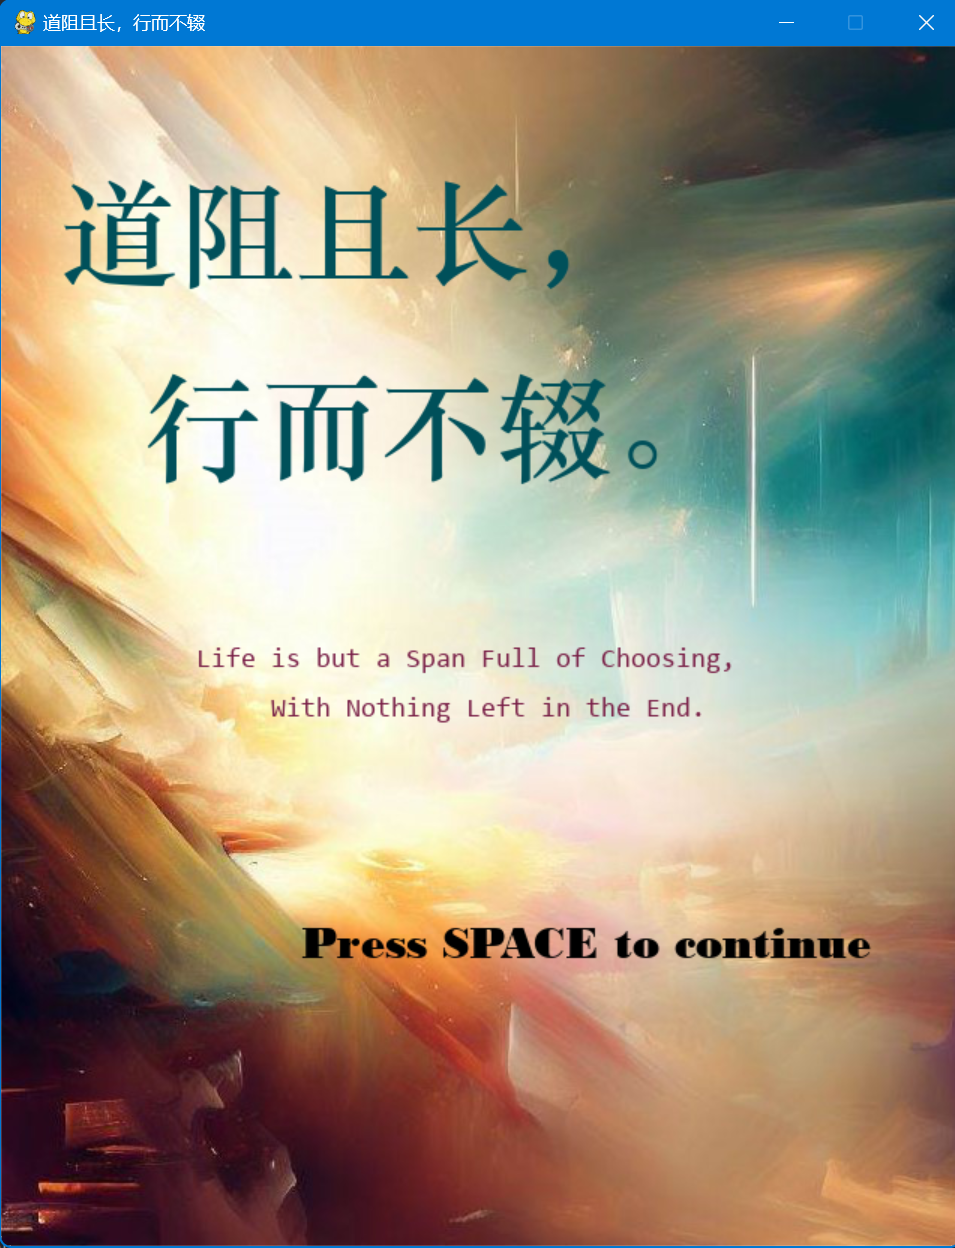 道阻且长，行而不辍
道阻且长，
行而不辍。
Life is but a Span Full of Choosing,
With Nothing Left in the End.
Press SPACE to continue